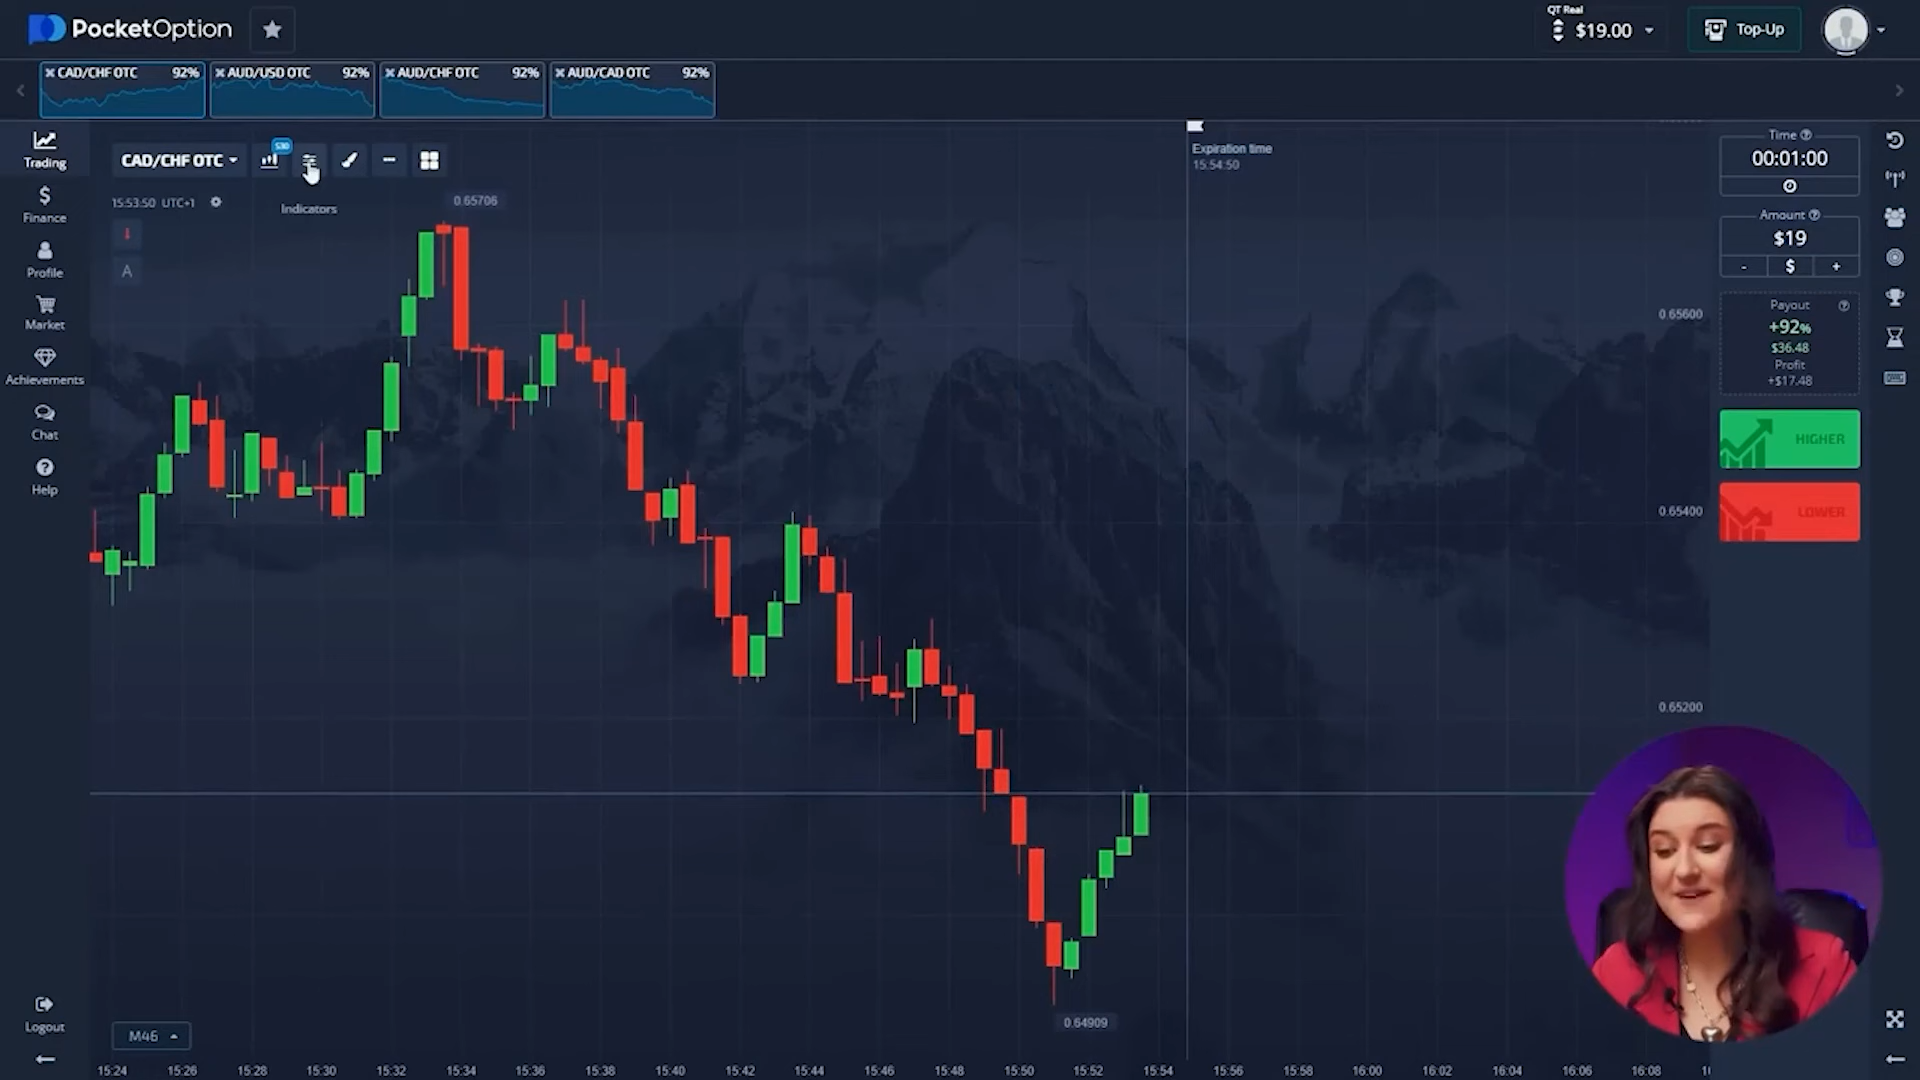 PocketOption
QT Real
$19.00
Top-Up
CAD/CHF OTC 92%
AUD/USD OTC 92%
AUD/CHF OTC 92%
AUD/CAD OTC 92%
Trading
Finance
Profile
Market
Achievements
Chat
Help
Logout
CAD/CHF OTC
S30
15:53:50 UTC+1
Indicators
A
0.65706
Expiration time
15:54:50
0.65600
0.65400
0.65200
0.64909
M46
15:24 15:26 15:28 15:30 15:32 15:34 15:36 15:38 15:40 15:42 15:44 15:46 15:48 15:50 15:52 15:54 15:56 15:58 16:00 16:02 16:04 16:06 16:08
Time
00:01:00
Amount
$19
- $ +
Payout
+92%
$36.48
Profit
+$17.48
HIGHER
LOWER